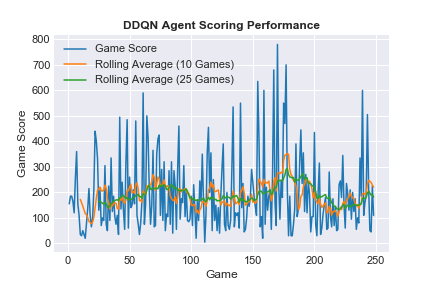 DDQN Agent Scoring Performance
800
700
600
500
400
300
200
100
0
Game Score
Game Score
Rolling Average (10 Games)
Rolling Average (25 Games)
0
50
100
150
200
250
Game